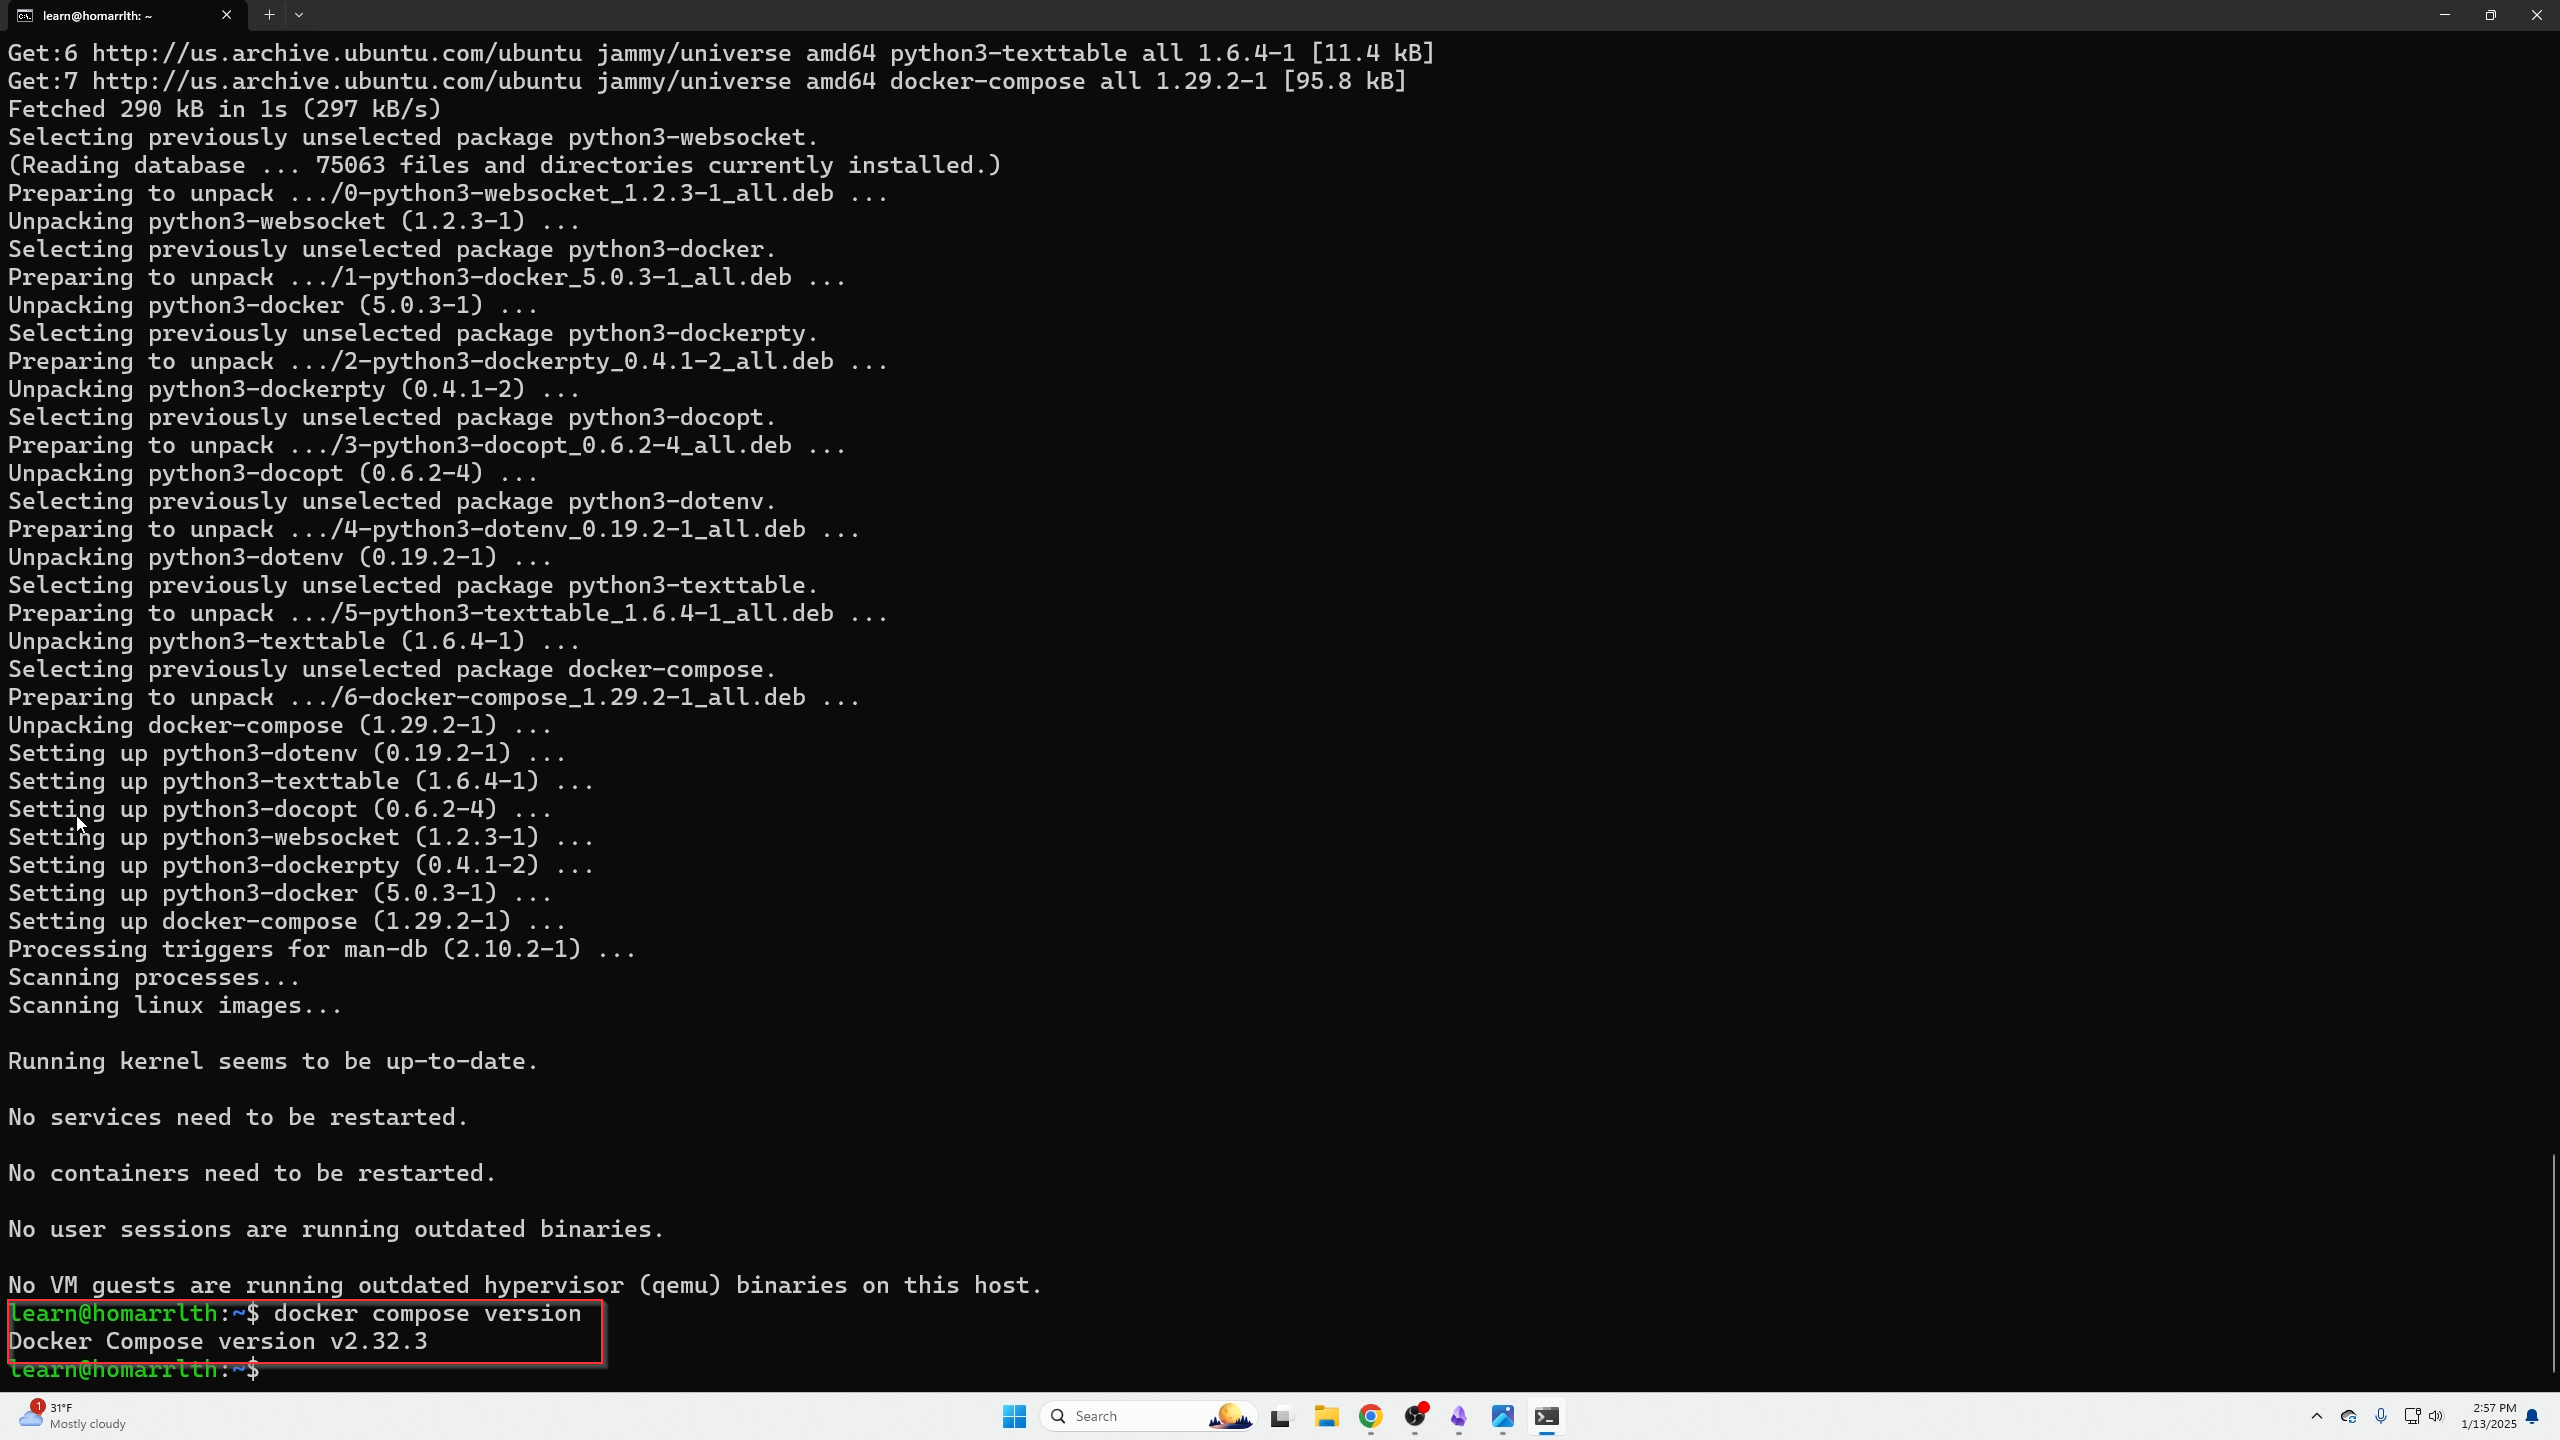 learn@homarrlth: ~
Get:6 http://us.archive.ubuntu.com/ubuntu jammy/universe amd64 python3-texttable all 1.6.4-1 [11.4 kB]
Get:7 http://us.archive.ubuntu.com/ubuntu jammy/universe amd64 docker-compose all 1.29.2-1 [95.8 kB]
Fetched 290 kB in 1s (297 kB/s)
Selecting previously unselected package python3-websocket.
(Reading database ... 75063 files and directories currently installed.)
Preparing to unpack .../0-python3-websocket_1.2.3-1_all.deb ...
Unpacking python3-websocket (1.2.3-1) ...
Selecting previously unselected package python3-docker.
Preparing to unpack .../1-python3-docker_5.0.3-1_all.deb ...
Unpacking python3-docker (5.0.3-1) ...
Selecting previously unselected package python3-dockerpty.
Preparing to unpack .../2-python3-dockerpty_0.4.1-2_all.deb ...
Unpacking python3-dockerpty (0.4.1-2) ...
Selecting previously unselected package python3-docopt.
Preparing to unpack .../3-python3-docopt_0.6.2-4_all.deb ...
Unpacking python3-docopt (0.6.2-4) ...
Selecting previously unselected package python3-dotenv.
Preparing to unpack .../4-python3-dotenv_0.19.2-1_all.deb ...
Unpacking python3-dotenv (0.19.2-1) ...
Selecting previously unselected package python3-texttable.
Preparing to unpack .../5-python3-texttable_1.6.4-1_all.deb ...
Unpacking python3-texttable (1.6.4-1) ...
Selecting previously unselected package docker-compose.
Preparing to unpack .../6-docker-compose_1.29.2-1_all.deb ...
Unpacking docker-compose (1.29.2-1) ...
Setting up python3-dotenv (0.19.2-1) ...
Setting up python3-texttable (1.6.4-1) ...
Setting up python3-docopt (0.6.2-4) ...
Setting up python3-websocket (1.2.3-1) ...
Setting up python3-dockerpty (0.4.1-2) ...
Setting up python3-docker (5.0.3-1) ...
Setting up docker-compose (1.29.2-1) ...
Processing triggers for man-db (2.10.2-1) ...
Scanning processes...
Scanning linux images...
Running kernel seems to be up-to-date.
No services need to be restarted.
No containers need to be restarted.
No user sessions are running outdated binaries.
No VM guests are running outdated hypervisor (qemu) binaries on this host.
learn@homarrlth:~$ docker compose version
Docker Compose version v2.32.3
learn@homarrlth:~$
1
31°F
Mostly cloudy
Search
2:57 PM
1/13/2025